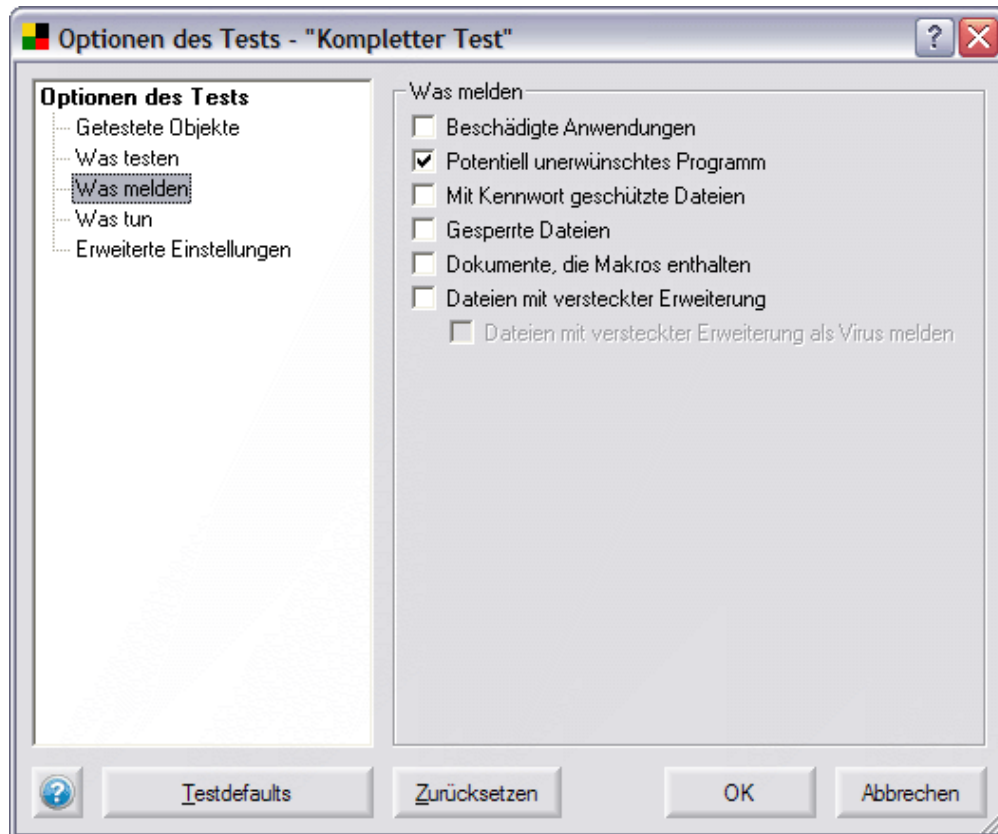 Optionen des Tests - "Kompletter Test"
Optionen des Tests
Getestete Objekte
Was testen
Was melden
Was tun
Erweiterte Einstellungen
Was melden
Beschädigte Anwendungen
Potentiell unerwünschtes Programm
Mit Kennwort geschützte Dateien
Gesperrte Dateien
Dokumente, die Makros enthalten
Dateien mit versteckter Erweiterung
Dateien mit versteckter Erweiterung als Virus melden
Testdefaults
Zurücksetzen
OK
Abbrechen